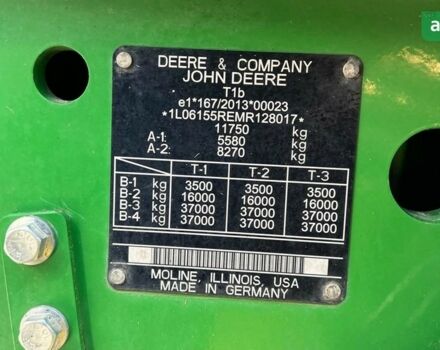 DEERE & COMPANY
JOHN DEERE
T1b
e1*167/2013*00023
*1L06155REMR128017*
11750 kg
A-1: 5580 kg
A-2: 8270 kg
T-1 T-2 T-3
B-1 kg 3500 3500 3500
B-2 kg 16000 16000 16000
B-3 kg 37000 37000 37000
B-4 kg 37000 37000 37000
MOLINE, ILLINOIS, USA
MADE IN GERMANY